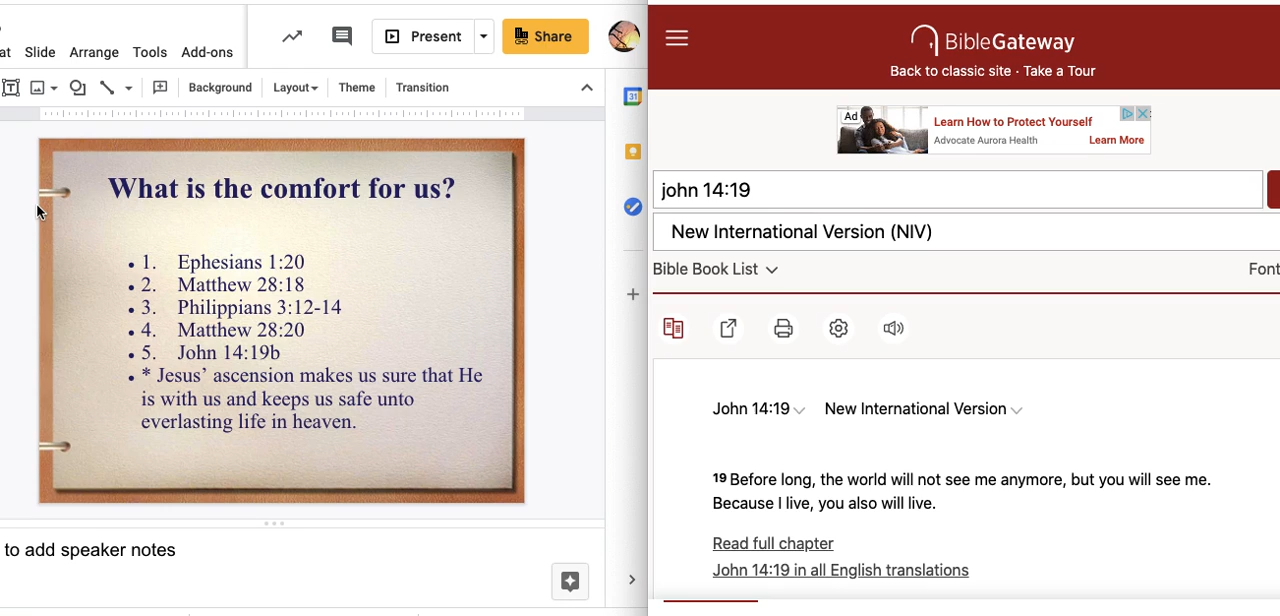 at Slide Arrange Tools Add-ons
Present
Share
Background Layout Theme Transition
31
What is the comfort for us?
• 1. Ephesians 1:20
• 2. Matthew 28:18
• 3. Philippians 3:12-14
• 4. Matthew 28:20
• 5. John 14:19b
• * Jesus’ ascension makes us sure that He
is with us and keeps us safe unto
everlasting life in heaven.
to add speaker notes
BibleGateway
Back to classic site · Take a Tour
Ad
Learn How to Protect Yourself
Advocate Aurora Health
Learn More
john 14:19
New International Version (NIV)
Bible Book List
Font
John 14:19 New International Version
19 Before long, the world will not see me anymore, but you will see me.
Because I live, you also will live.
Read full chapter
John 14:19 in all English translations